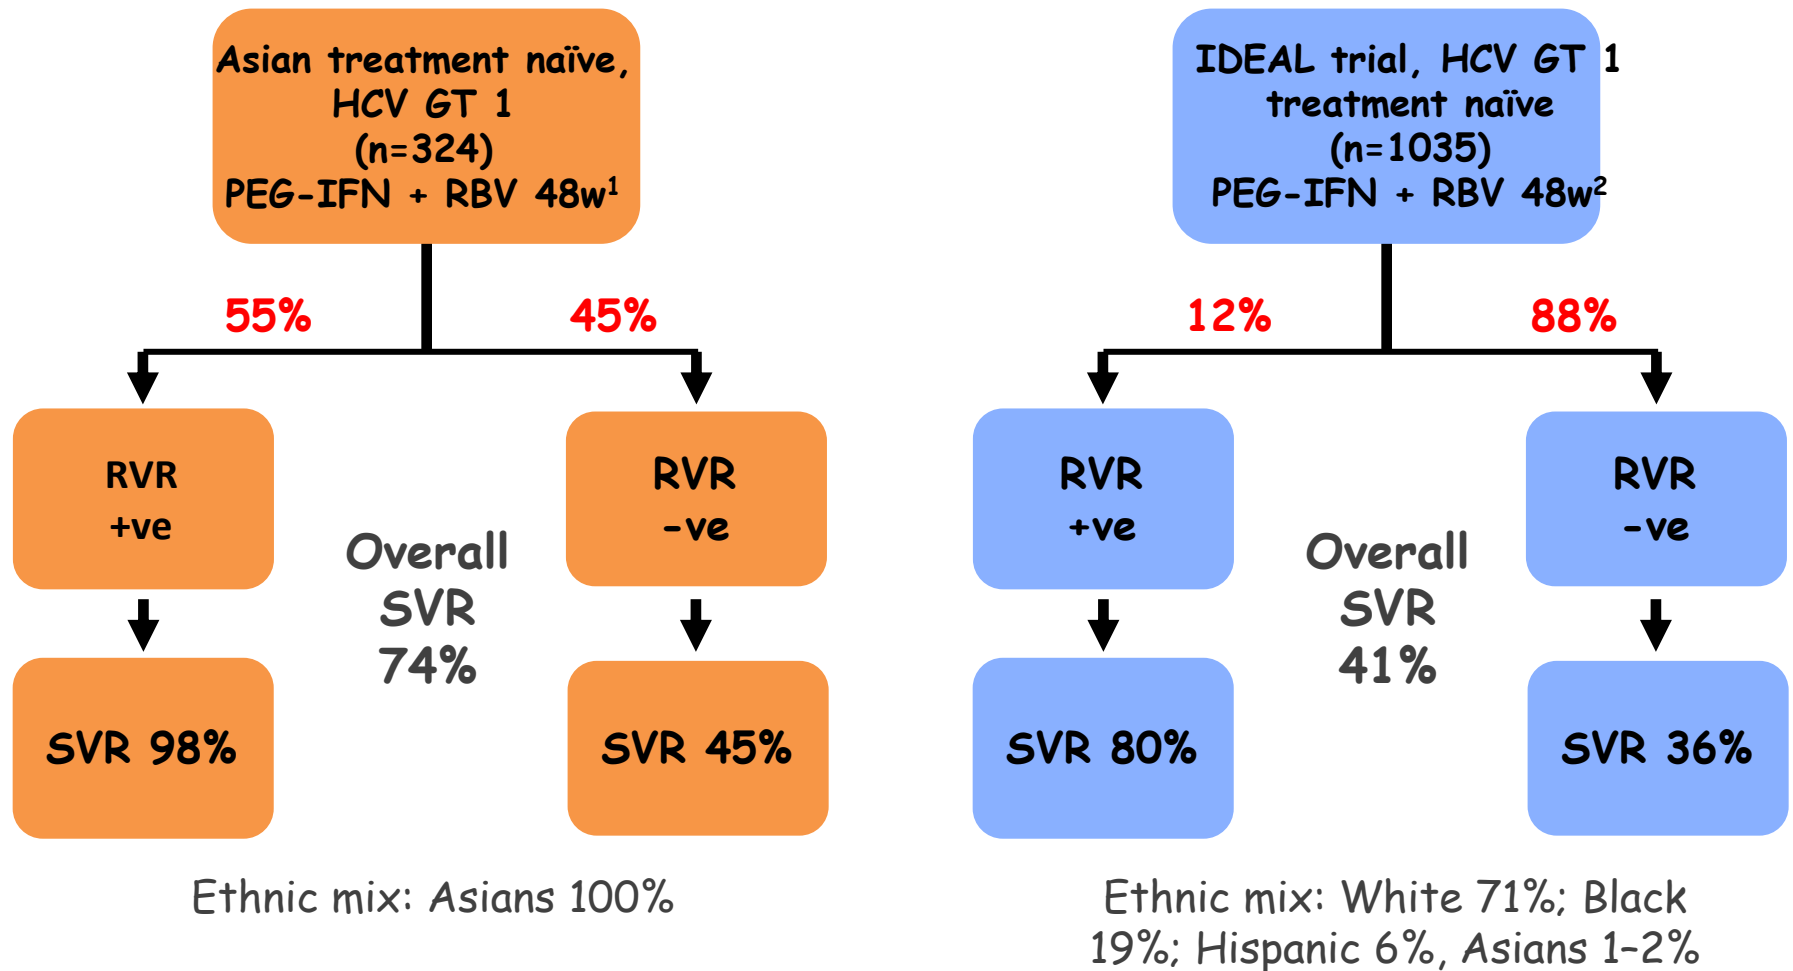 Asian treatment naïve,
HCV GT 1
(n=324)
PEG-IFN + RBV 48w¹
55%
45%
RVR
+ve
RVR
-ve
Overall
SVR
74%
SVR 98%
SVR 45%
Ethnic mix: Asians 100%
IDEAL trial, HCV GT 1
treatment naïve
(n=1035)
PEG-IFN + RBV 48w²
12%
88%
RVR
+ve
RVR
-ve
Overall
SVR
41%
SVR 80%
SVR 36%
Ethnic mix: White 71%; Black
19%; Hispanic 6%, Asians 1–2%